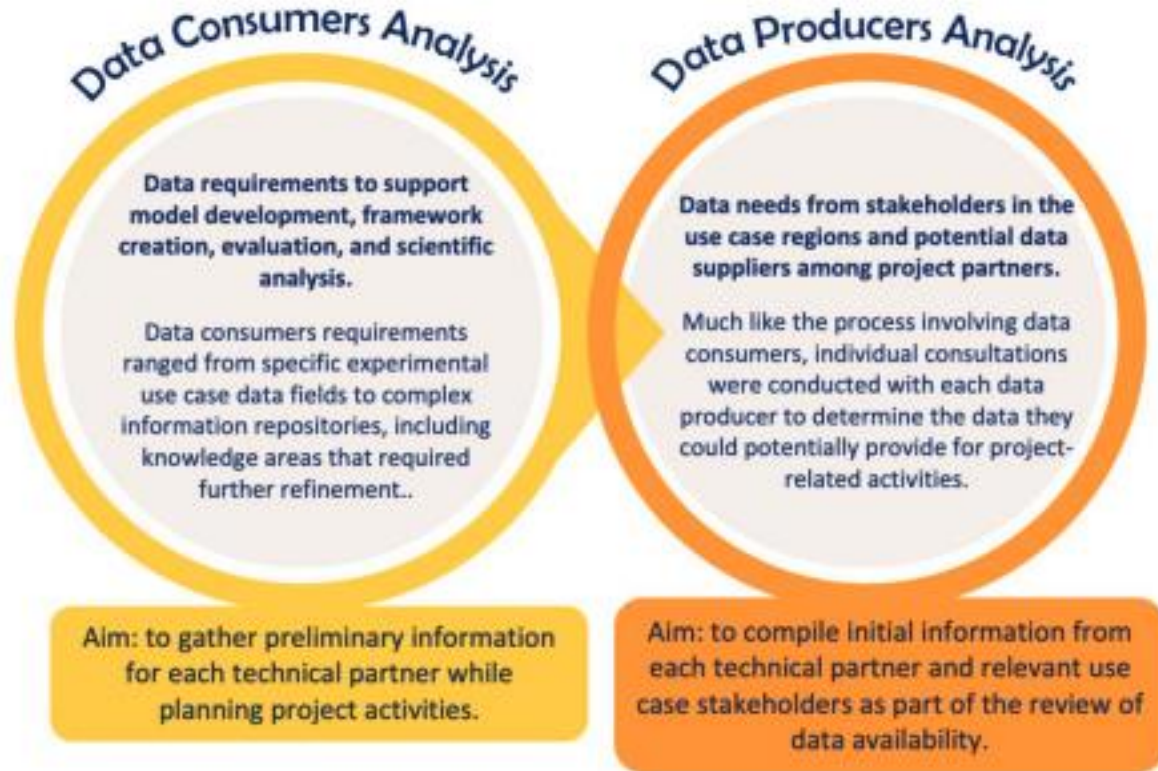 Data Consumers Analysis
Data requirements to support
model development, framework
creation, evaluation, and scientific
analysis.
Data consumers requirements
ranged from specific experimental
use case data fields to complex
information repositories, including
knowledge areas that required
further refinement..
Aim: to gather preliminary information
for each technical partner while
planning project activities.
Data Producers Analysis
Data needs from stakeholders in the
use case regions and potential data
suppliers among project partners.
Much like the process involving data
consumers, individual consultations
were conducted with each data
producer to determine the data they
could potentially provide for project-
related activities.
Aim: to compile initial information from
each technical partner and relevant use
case stakeholders as part of the review of
data availability.